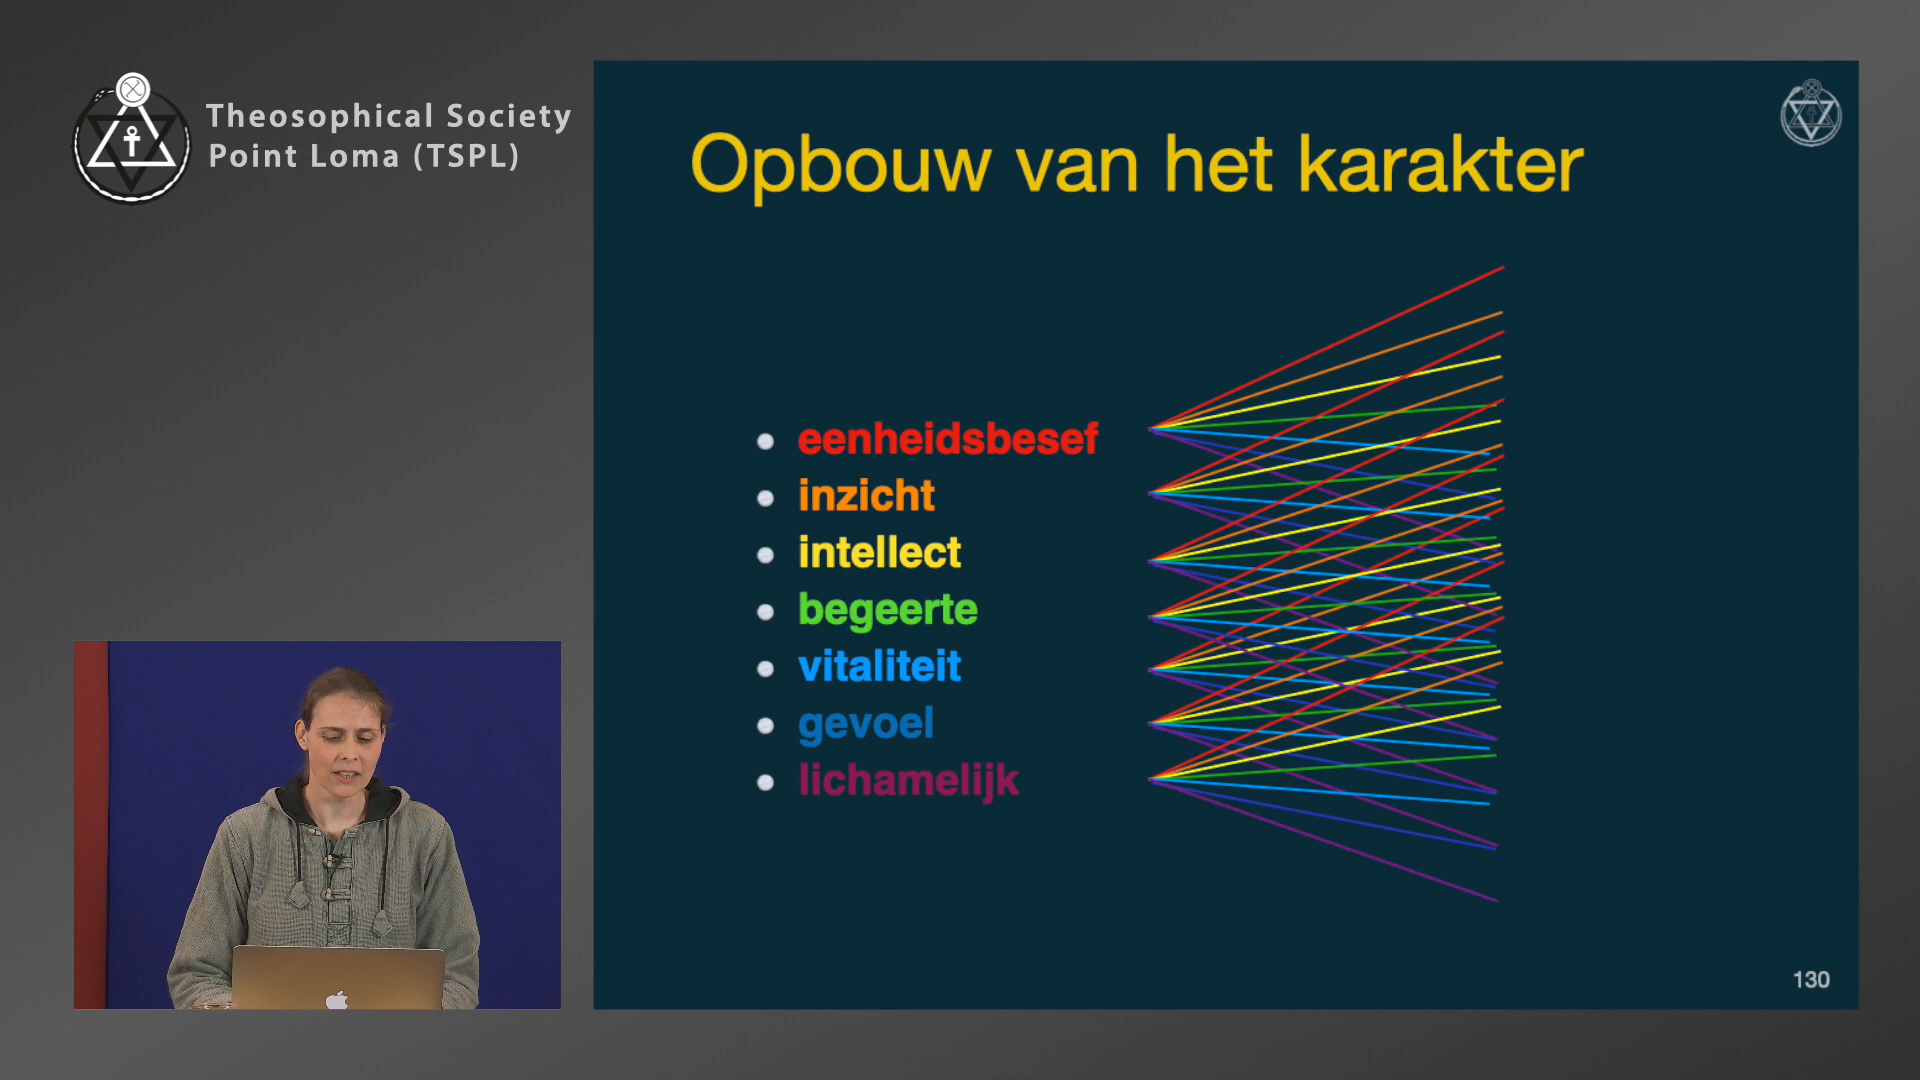 Theosophical Society
Point Loma (TSPL)
Opbouw van het karakter
eenheidsbesef
inzicht
intellect
begeerte
vitaliteit
gevoel
lichamelijk
130